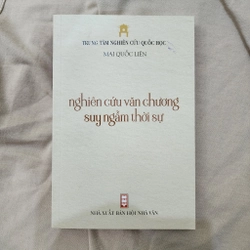 TRUNG TÂM NGHIÊN CỨU QUỐC HỌC
MAI QUỐC LIÊN
nghiên cứu văn chương
suy ngẫm thời sự
NHÀ XUẤT BẢN HỘI NHÀ VĂN